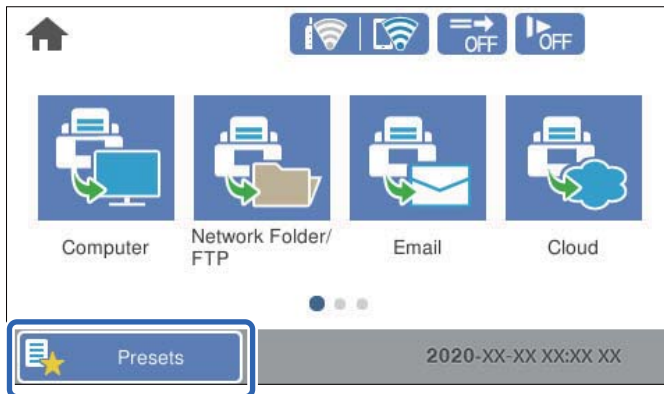 OFF
OFF
Computer
Network Folder/
FTP
Email
Cloud
Presets
2020-XX-XX XX:XX XX